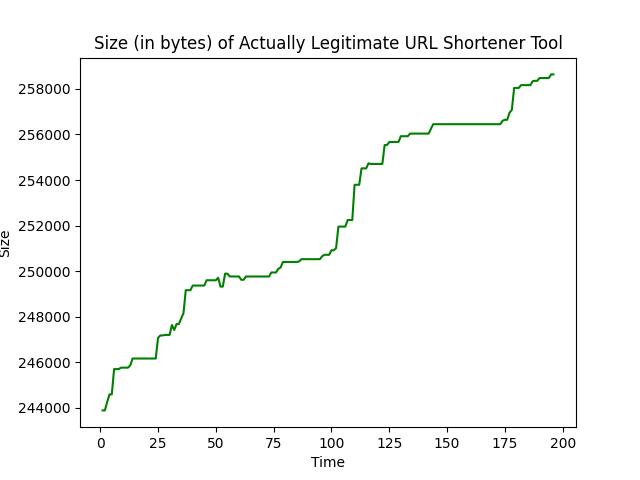 Size (in bytes) of Actually Legitimate URL Shortener Tool
258000
256000
254000
252000
250000
248000
246000
244000
Size
0 25 50 75 100 125 150 175 200
Time